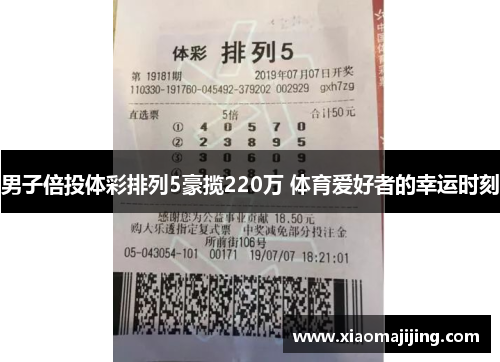 体彩 排列5
第 19181期 2019年07月07日开奖
110330-191760-045492-379202 002929 gxh7zg
直选票 5倍 合计50元
① 4 0 5 7 0
② 2 3 8 9 5
③ 3 0 6 0 9
男子倍投体彩排列5豪揽220万 体育爱好者的幸运时刻
感谢您为公益事业贡献 18.50元
购大乐透指定复式票 中奖减免部分投注金
所前街106号
05-043054-101 00171 19/07/07 18:21:01
www.xiaomajijing.com